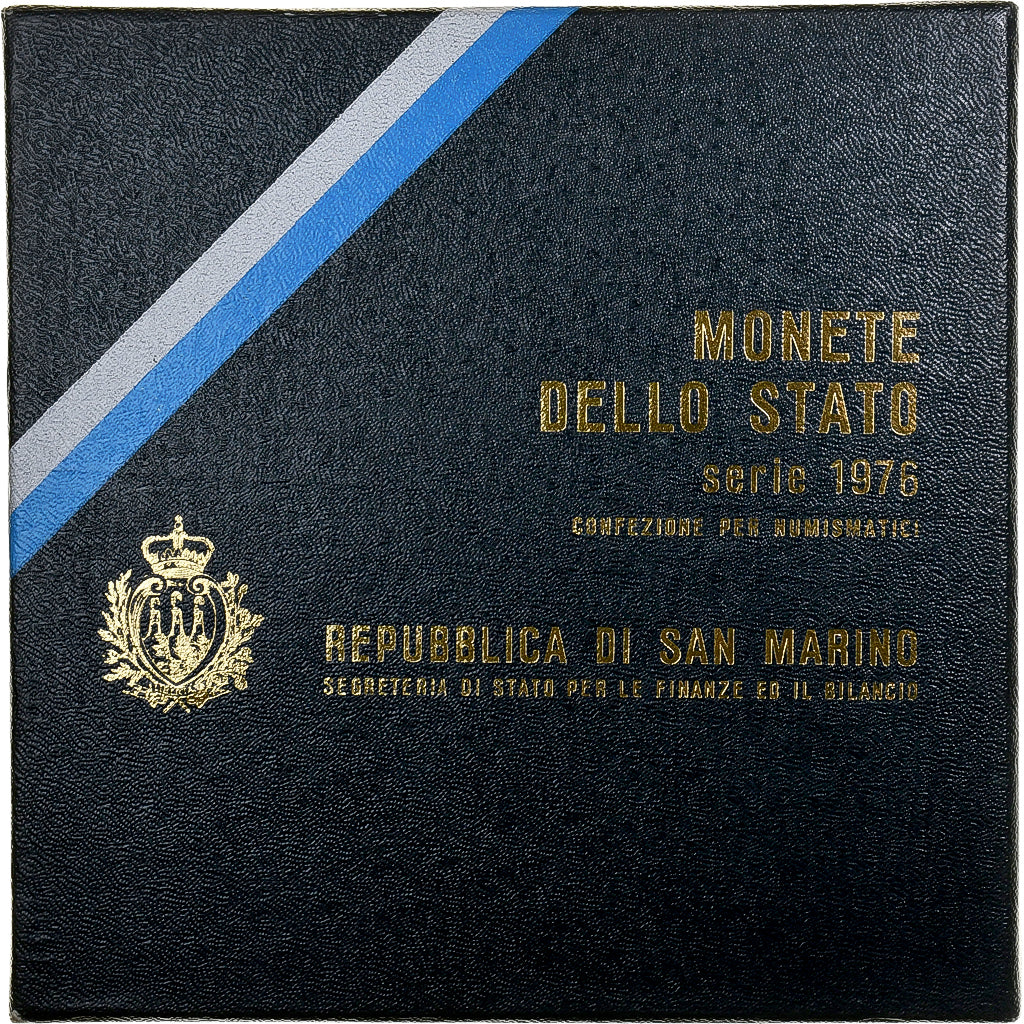 MONETE
DELLO STATO
serie 1976
CONFEZIONE PER NUMISMATICI
REPUBBLICA DI SAN MARINO
SEGRETERIA DI STATO PER LE FINANZE ED IL BILANCIO